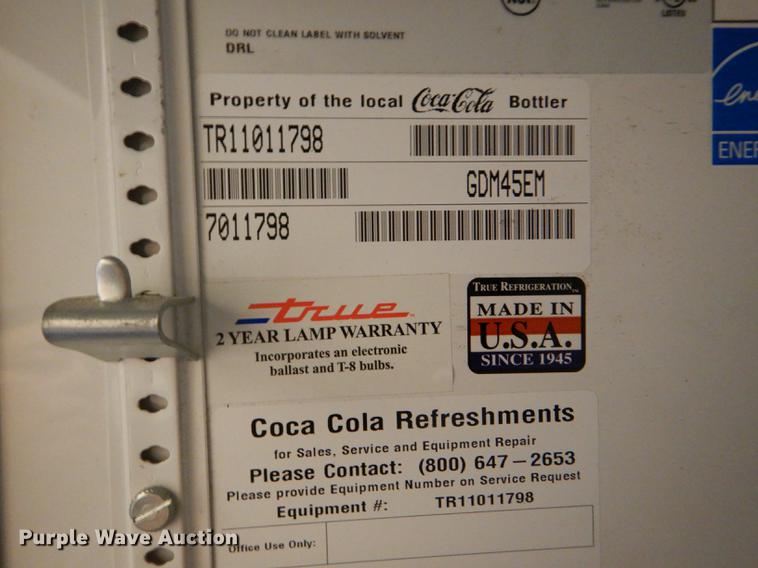 DO NOT CLEAN LABEL WITH SOLVENT
DRL
LISTED
Property of the local Coca-Cola Bottler
TR11011798
GDM45EM
7011798
ENER
true
2 YEAR LAMP WARRANTY
Incorporates an electronic
ballast and T-8 bulbs.
TRUE REFRIGERATION
MADE IN
U.S.A.
SINCE 1945
Coca Cola Refreshments
for Sales, Service and Equipment Repair
Please Contact: (800) 647-2653
Please provide Equipment Number on Service Request
Equipment #: TR11011798
Office Use Only:
Purple Wave Auction